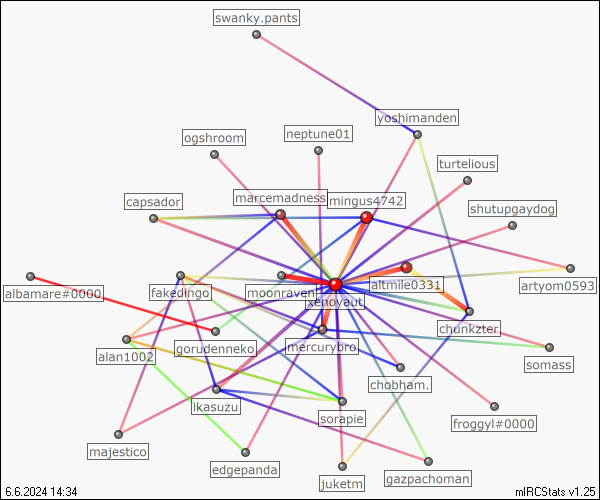 swanky.pants
yoshimanden
neptune01
ogshroom
turtelious
marcemadness
mingus4742
capsador
shutupgaydog
altmile0331
artyom0593
albamare#0000
fakedingo
moonraven
xenoyaut
chunkzter
gorudenneko
mercurybro
alan1002
somass
chobham.
ikasuzu
sorapie
froggyl#0000
majestico
edgepanda
juketm
gazpachoman
6.6.2024 14:34
mIRCStats v1.25